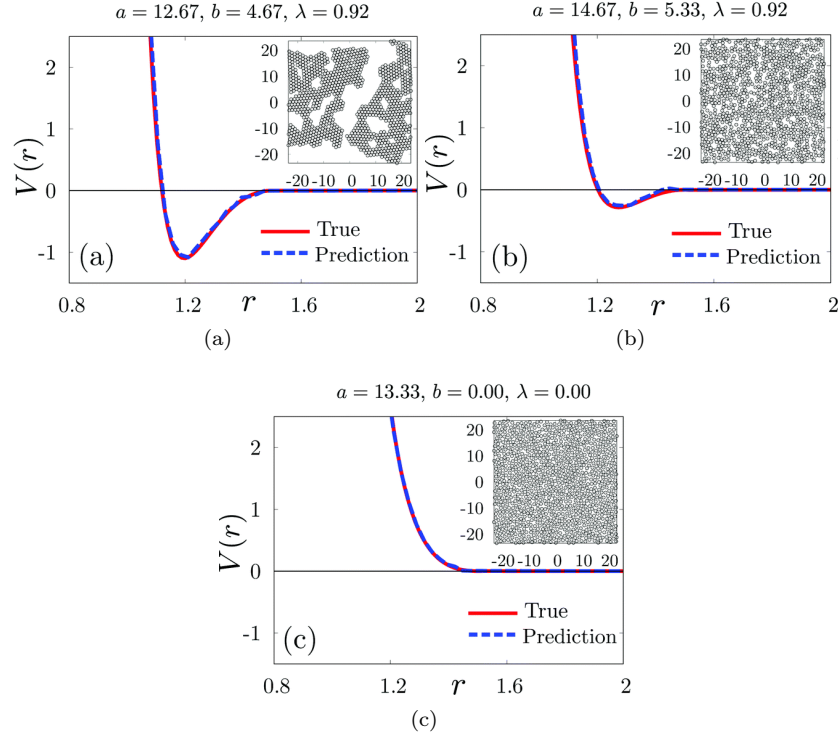 a = 12.67, b = 4.67, λ = 0.92
2
1
0
-1
V(r)
20
10
0
-10
-20
-20 -10 0 10 20
True
Prediction
(a)
0.8 1.2 r 1.6 2
(a)
a = 14.67, b = 5.33, λ = 0.92
2
1
0
-1
V(r)
20
10
0
-10
-20
-20 -10 0 10 20
True
Prediction
(b)
0.8 1.2 r 1.6 2
(b)
a = 13.33, b = 0.00, λ = 0.00
2
1
0
-1
V(r)
20
10
0
-10
-20
-20 -10 0 10 20
True
Prediction
(c)
0.8 1.2 r 1.6 2
(c)